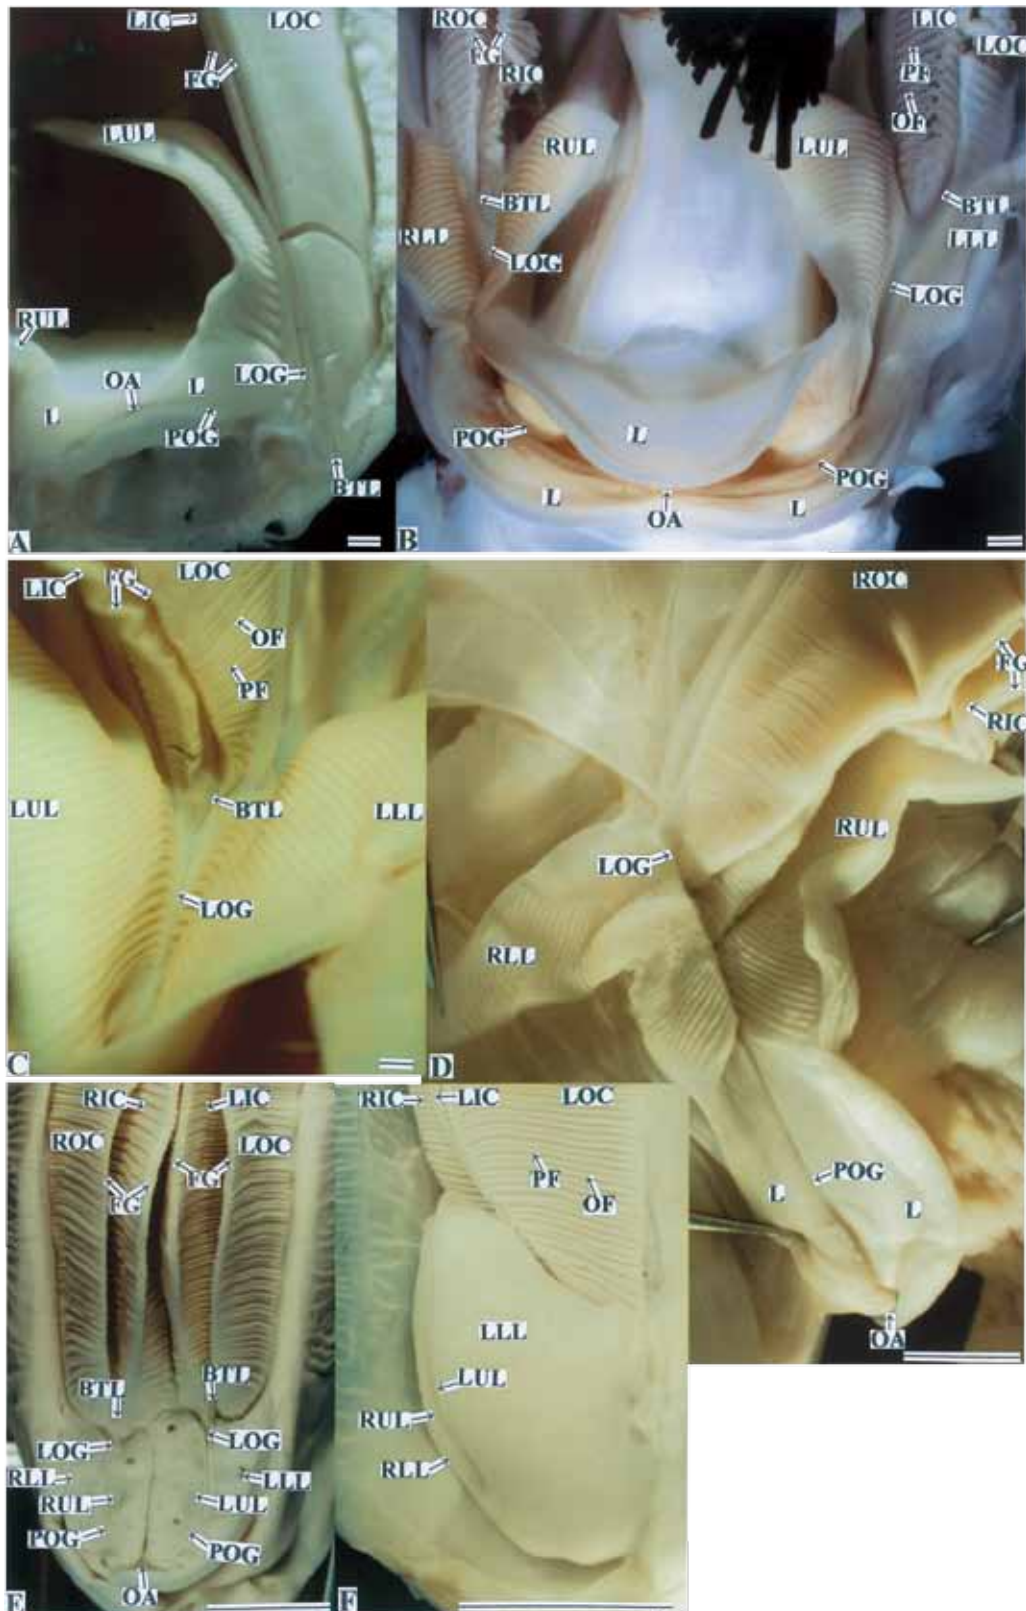 LIC LOC
FG
LUL
RUL
OA L LOG
L
POG
BTL
A
ROC LIC
FG LOC
RIC PF
OF
RUL LUL
BTL BTL
RLL LLL
LOG
LOG
L
POG POG
L L
OA
B
FG LOC
LIC
OF
PF
LUL BTL LLL
LOG
C
ROC
FG
RIC
RUL
LOG
RLL
POG
L L
OA
D
RIC LIC
ROC LOC
FG FG
BTL BTL
LOG LOG
RLL LLL
RUL LUL
POG POG
OA
E
RIC LIC LOC
PF OF
LLL
LUL
RUL
RLL
F